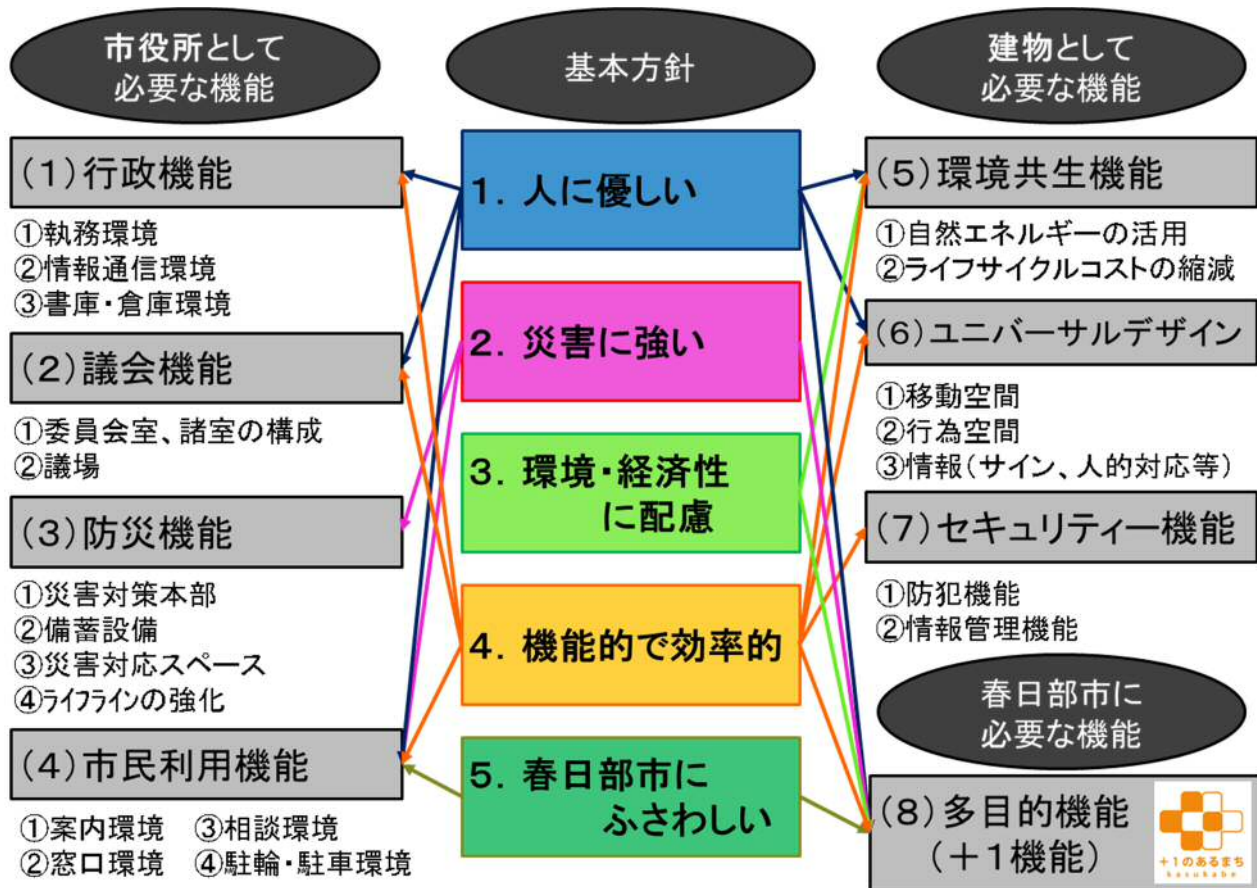 市役所として
必要な機能
(1)行政機能
①執務環境
②情報通信環境
③書庫・倉庫環境
(2)議会機能
①委員会室、諸室の構成
②議場
(3)防災機能
①災害対策本部
②備蓄設備
③災害対応スペース
④ライフラインの強化
(4)市民利用機能
①案内環境 ③相談環境
②窓口環境 ④駐輪・駐車環境
基本方針
1. 人に優しい
2. 災害に強い
3. 環境・経済性
に配慮
4. 機能的で効率的
5. 春日部市に
ふさわしい
建物として
必要な機能
(5)環境共生機能
①自然エネルギーの活用
②ライフサイクルコストの縮減
(6)ユニバーサルデザイン
①移動空間
②行為空間
③情報(サイン、人的対応等)
(7)セキュリティー機能
①防犯機能
②情報管理機能
春日部市に
必要な機能
(8)多目的機能
(+1機能)
+1のあるまち
kasukabe